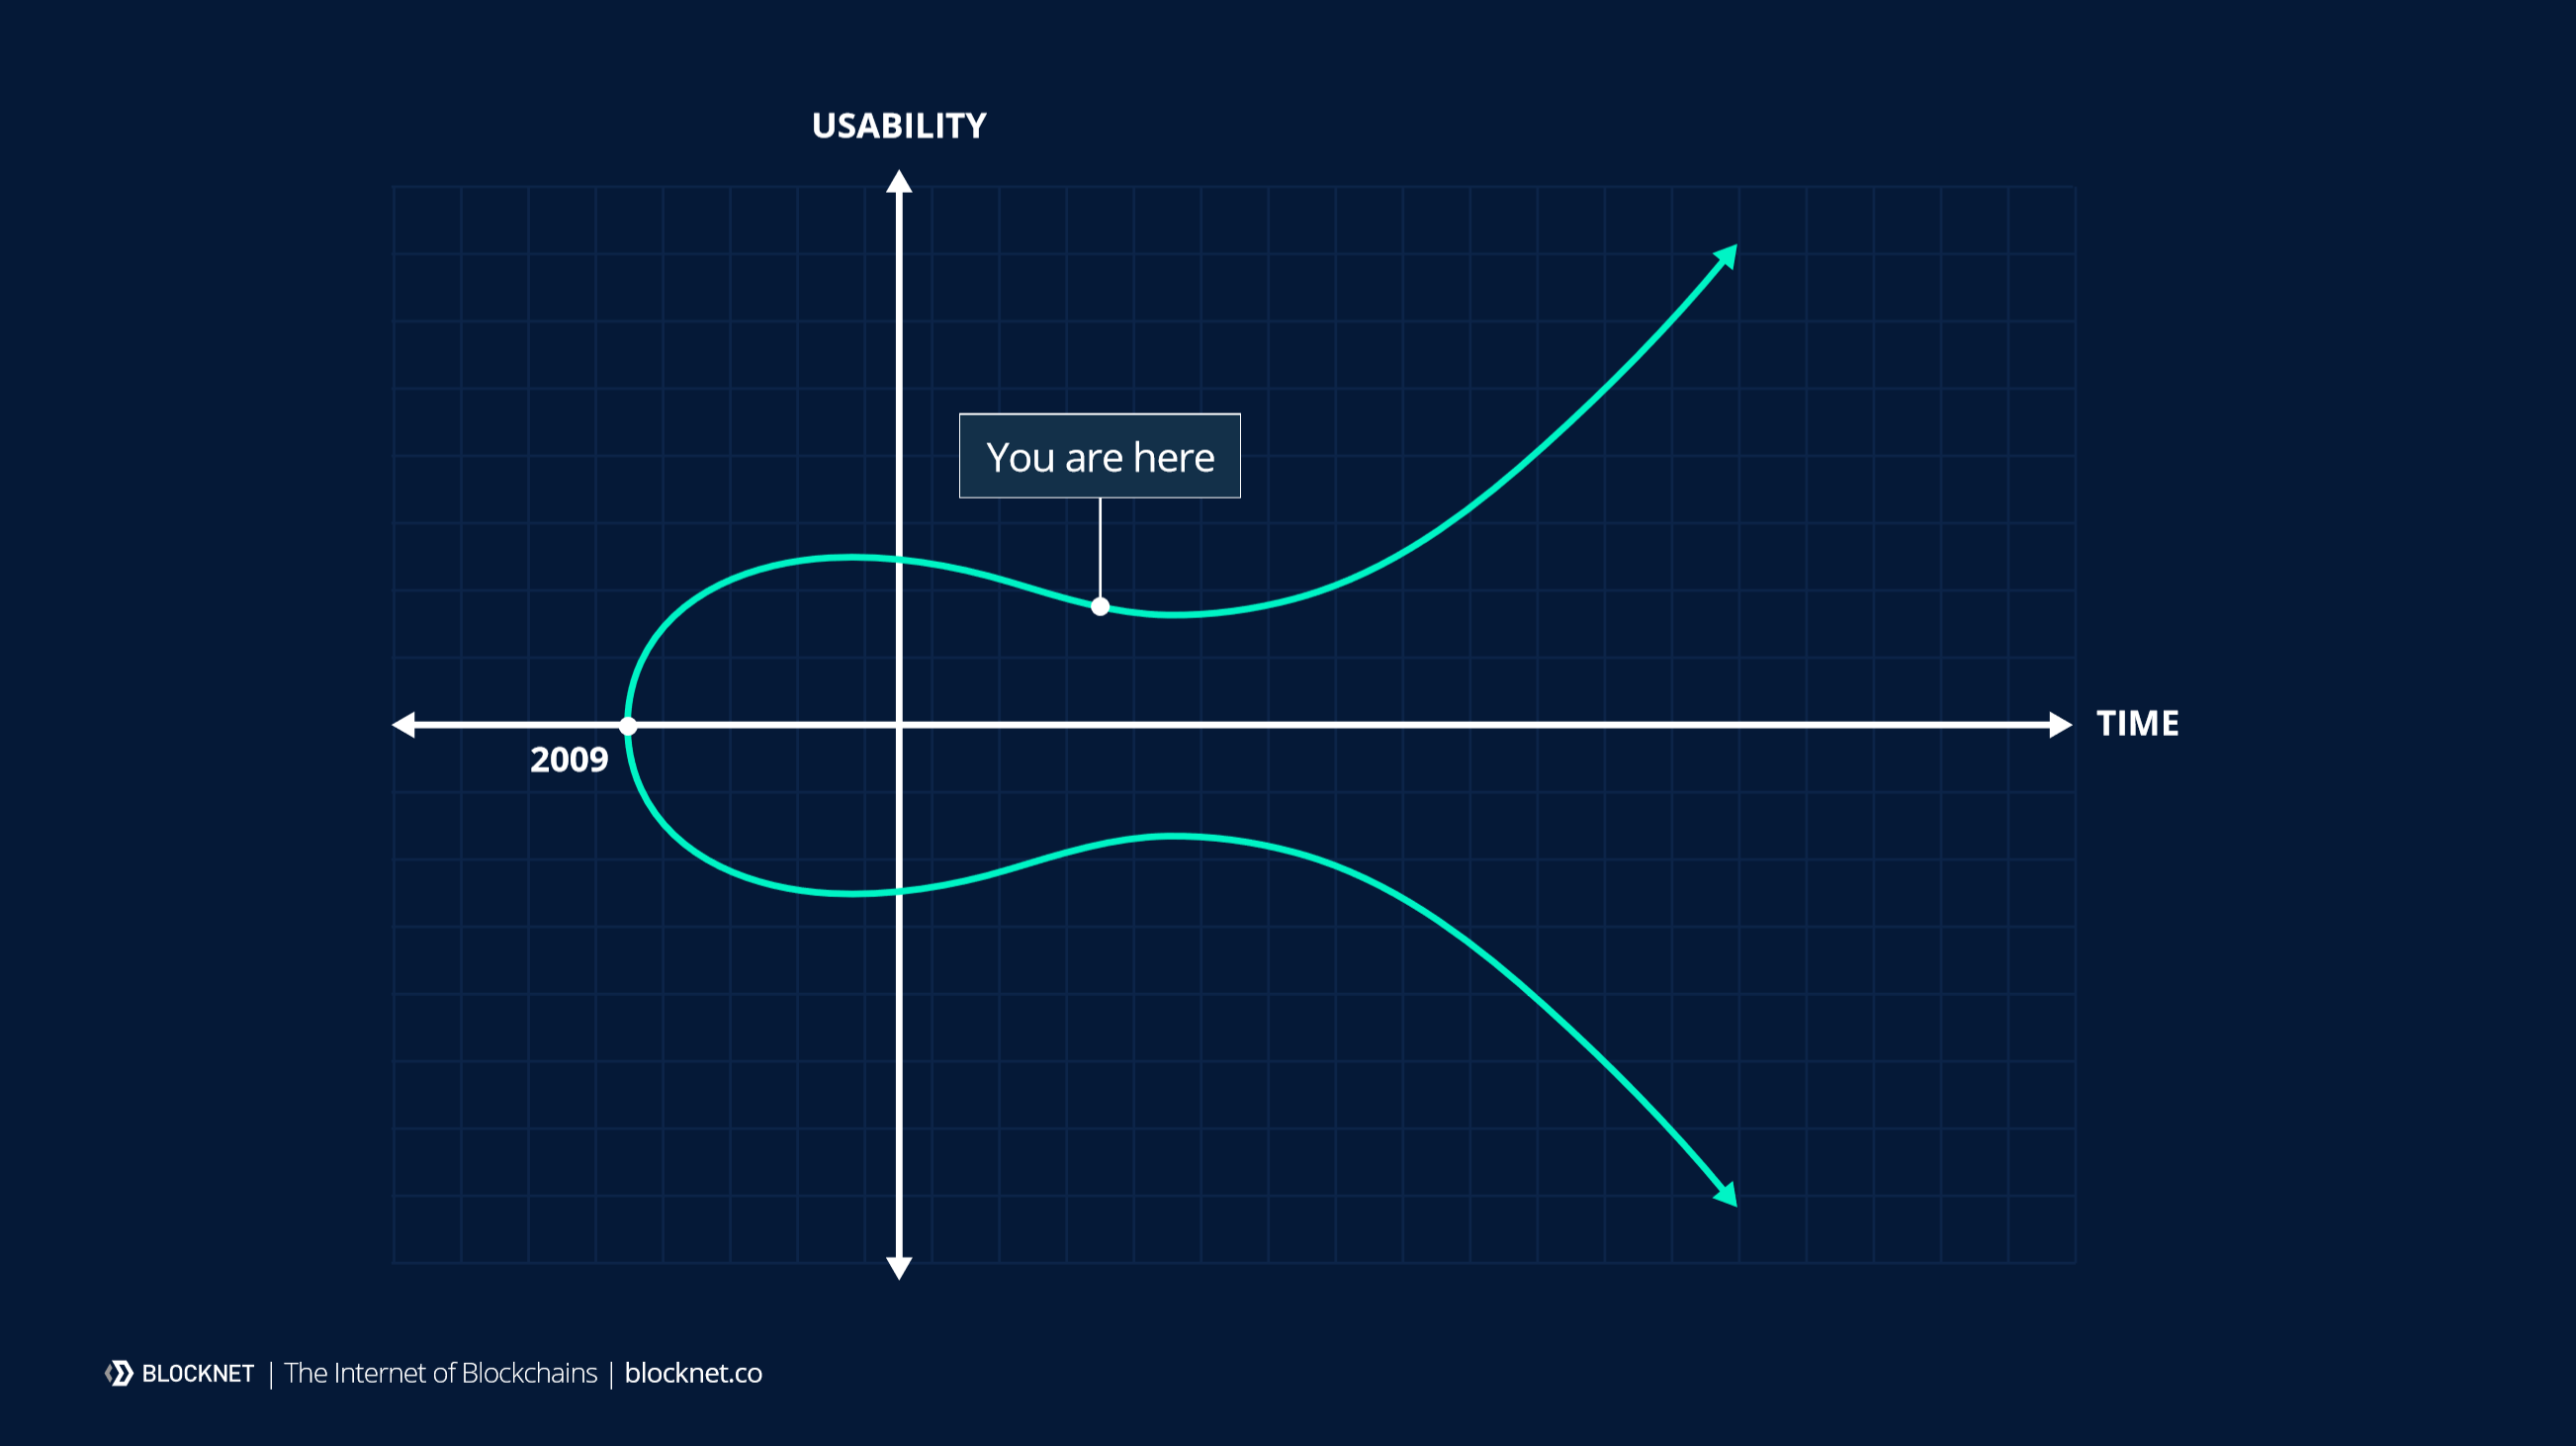 USABILITY
You are here
TIME
2009
BLOCKNET | The Internet of Blockchains | blocknet.co